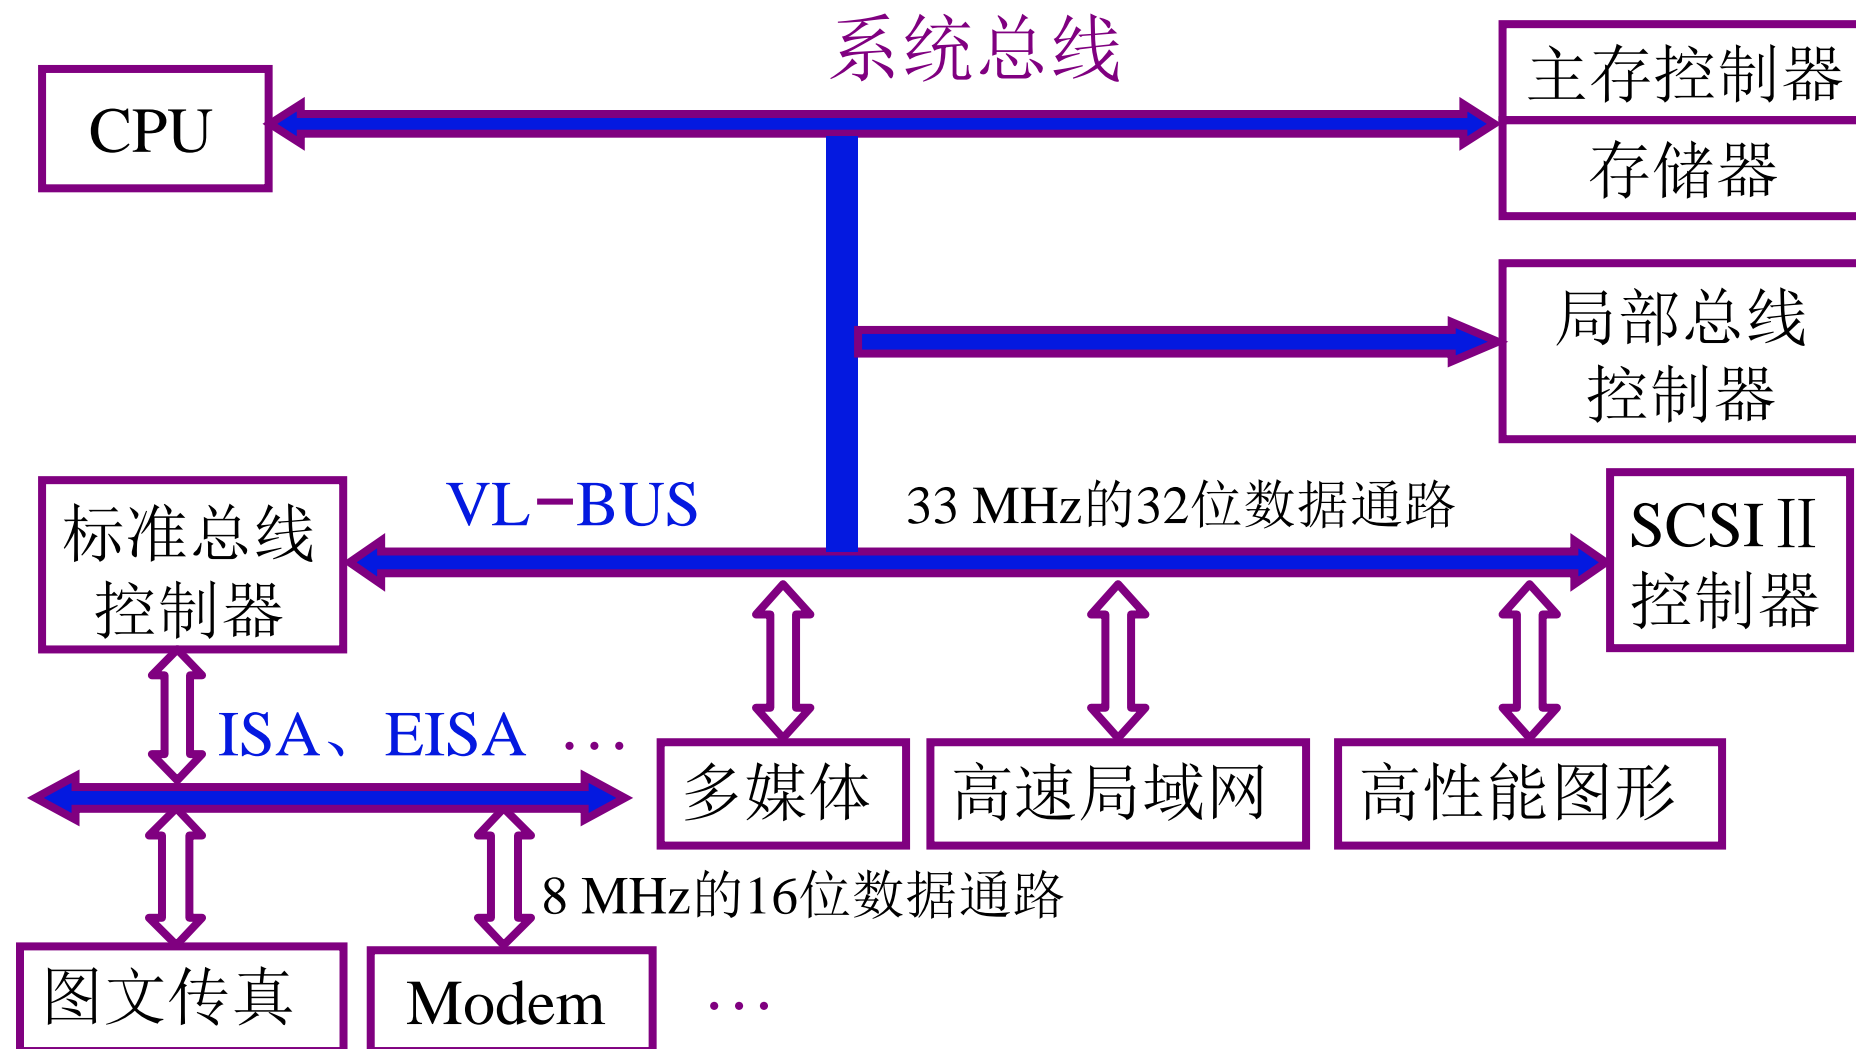 系统总线
CPU
主存控制器
存储器
局部总线
控制器
VL-BUS
33 MHz的32位数据通路
标准总线
控制器
SCSI Ⅱ
控制器
ISA、EISA …
多媒体
高速局域网
高性能图形
8 MHz的16位数据通路
图文传真
Modem
…